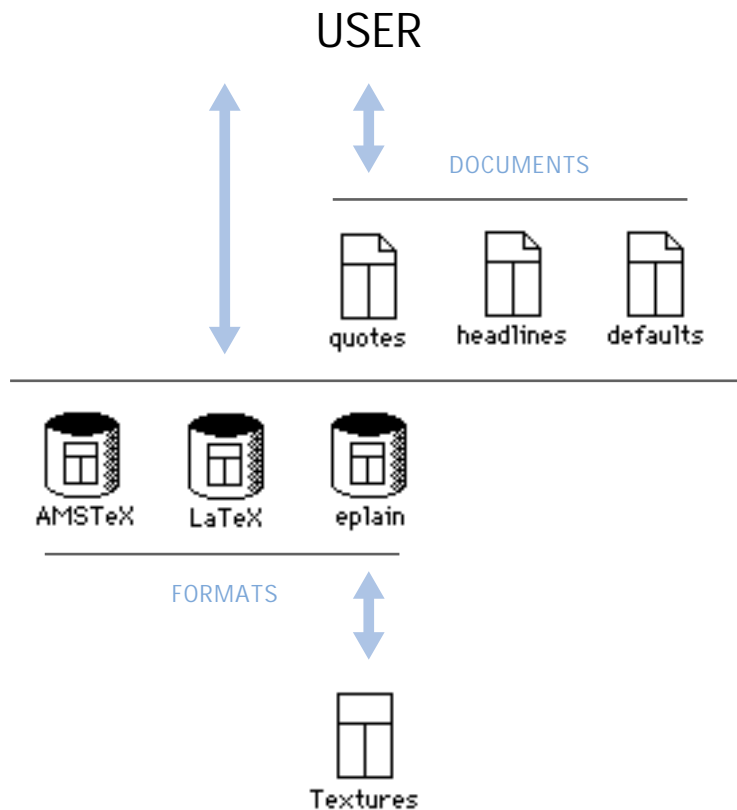 USER
DOCUMENTS
quotes headlines defaults
AMSTeX LaTeX eplain
FORMATS
Textures